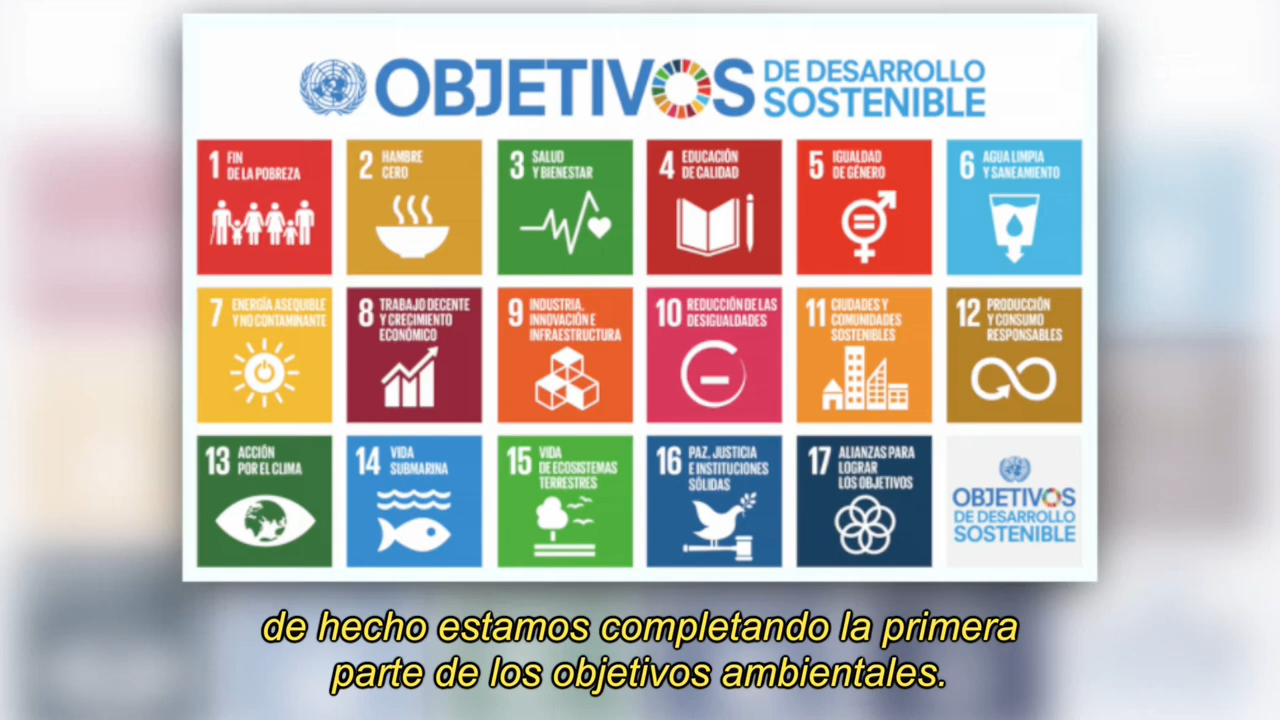 OBJETIVOS DE DESARROLLO
SOSTENIBLE
1 FIN
DE LA POBREZA
2 HAMBRE
CERO
3 SALUD
Y BIENESTAR
4 EDUCACIÓN
DE CALIDAD
5 IGUALDAD
DE GÉNERO
6 AGUA LIMPIA
Y SANEAMIENTO
7 ENERGÍA ASEQUIBLE
Y NO CONTAMINANTE
8 TRABAJO DECENTE
Y CRECIMIENTO
ECONÓMICO
9 INDUSTRIA,
INNOVACIÓN E
INFRAESTRUCTURA
10 REDUCCIÓN DE LAS
DESIGUALDADES
11 CIUDADES Y
COMUNIDADES
SOSTENIBLES
12 PRODUCCIÓN
Y CONSUMO
RESPONSABLES
13 ACCIÓN
POR EL CLIMA
14 VIDA
SUBMARINA
15 VIDA
DE ECOSISTEMAS
TERRESTRES
16 PAZ, JUSTICIA
E INSTITUCIONES
SÓLIDAS
17 ALIANZAS PARA
LOGRAR
LOS OBJETIVOS
OBJETIVOS
DE DESARROLLO
SOSTENIBLE
de hecho estamos completando la primera
parte de los objetivos ambientales.